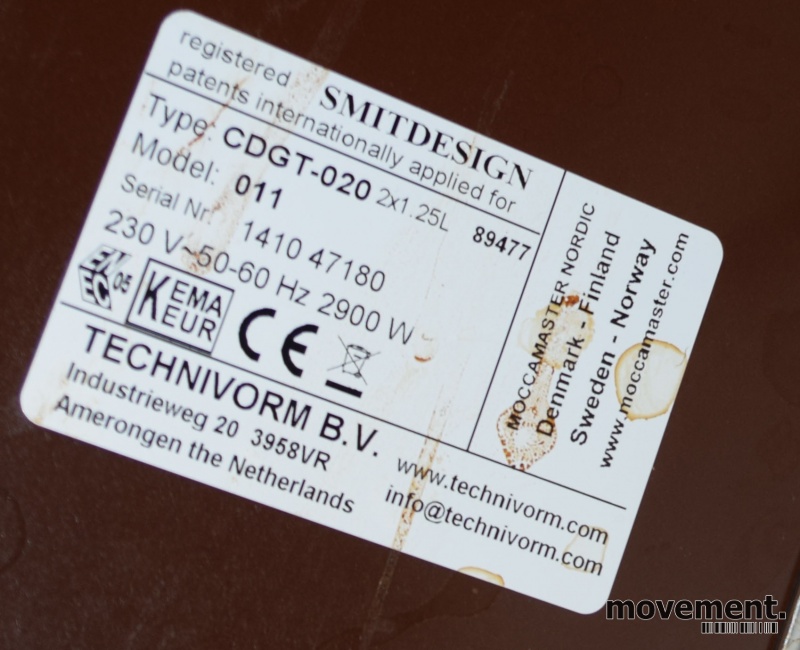 registered
patents internationally applied for
SMITDESIGN
Type: CDGT-020 2x1.25L 89477
Model: 011
Serial Nr. 1410 47180
230 V~50-60 Hz 2900 W
ENEC 05
KEMA
KEUR
CE
TECHNIVORM B.V.
Industrieweg 20 3958VR
Amerongen the Netherlands
www.technivorm.com
info@technivorm.com
MOCCAMASTER NORDIC
Denmark - Finland
Sweden - Norway
www.moccamaster.com
movement.